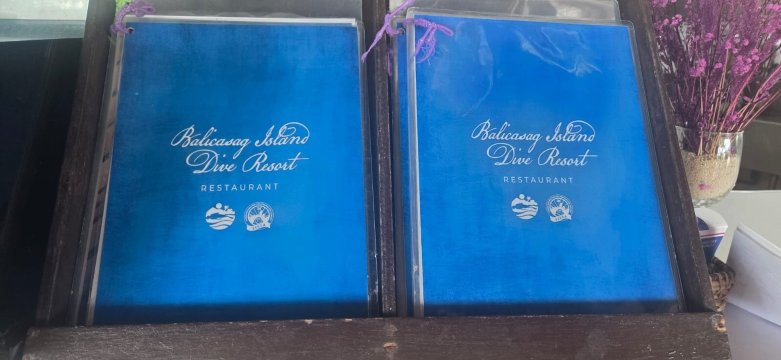 Balicasag Island
Dive Resort
RESTAURANT
Balicasag Island
Dive Resort
RESTAURANT